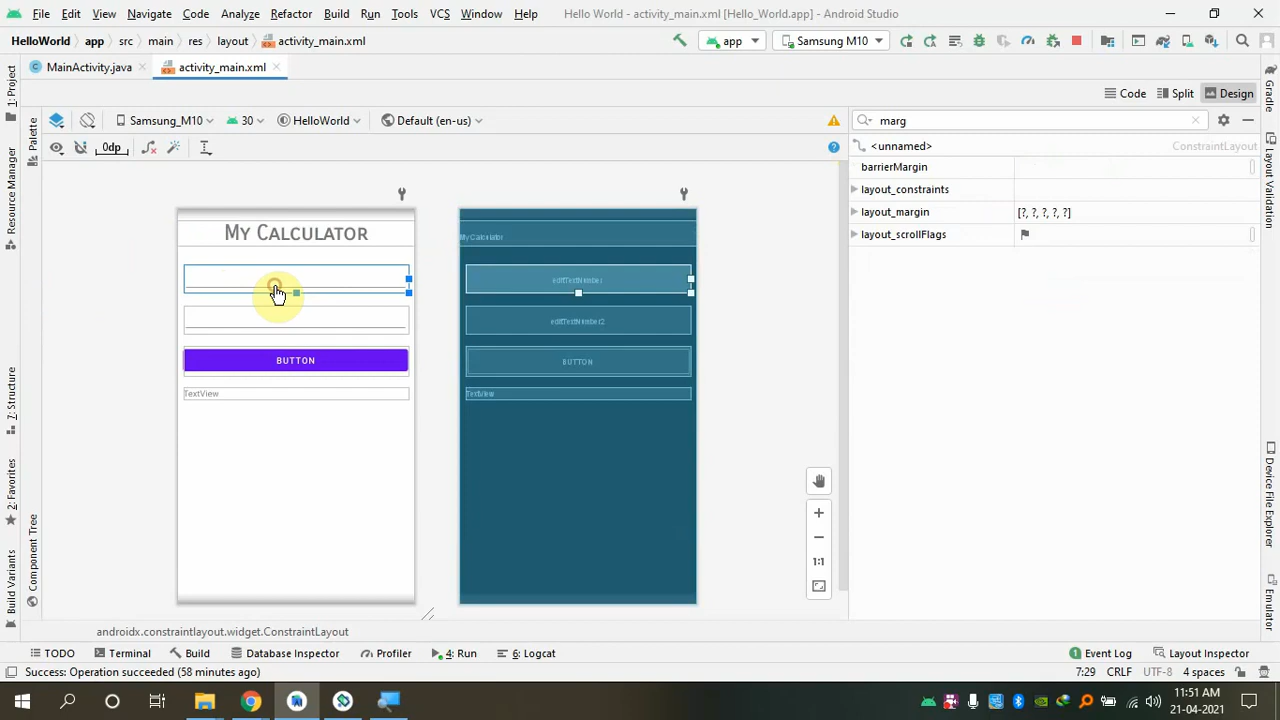 File Edit View Navigate Code Analyze Refactor Build Run Tools VCS Window Help Hello World - activity_main.xml [Hello_World.app] - Android Studio
HelloWorld app src main res layout activity_main.xml app Samsung M10
MainActivity.java activity_main.xml
Code Split Design
Samsung_M10 30 HelloWorld Default (en-us) marg
0dp <unnamed> ConstraintLayout
barrierMargin
layout_constraints
layout_margin [?, ?, ?, ?, ?]
layout_scrollFlags
My Calculator My Calculator
editTextNumber
editTextNumber2
BUTTON BUTTON
TextView TextView
1:1
androidx.constraintlayout.widget.ConstraintLayout
1: Project
Resource Manager
7: Structure
2: Favorites
Build Variants
Palette
Component Tree
Gradle
Layout Validation
Device File Explorer
Emulator
TODO Terminal Build Database Inspector Profiler 4: Run 6: Logcat 1 Event Log Layout Inspector
Success: Operation succeeded (58 minutes ago) 7:29 CRLF UTF-8 4 spaces
11:51 AM
21-04-2021